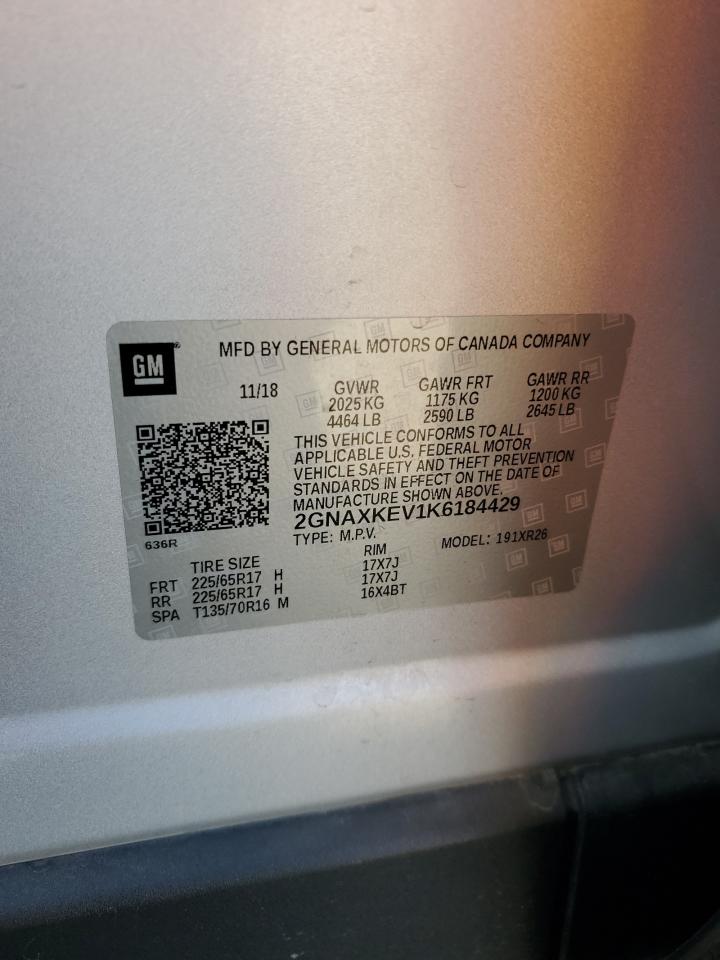 GM
MFD BY GENERAL MOTORS OF CANADA COMPANY
11/18 GVWR GAWR FRT GAWR RR
2025 KG 1175 KG 1200 KG
4464 LB 2590 LB 2645 LB
THIS VEHICLE CONFORMS TO ALL
APPLICABLE U.S. FEDERAL MOTOR
VEHICLE SAFETY AND THEFT PREVENTION
STANDARDS IN EFFECT ON THE DATE OF
MANUFACTURE SHOWN ABOVE.
2GNAXKEV1K6184429
TYPE: M.P.V. MODEL: 191XR26
636R
TIRE SIZE RIM
FRT 225/65R17 H 17X7J
RR 225/65R17 H 17X7J
SPA T135/70R16 M 16X4BT